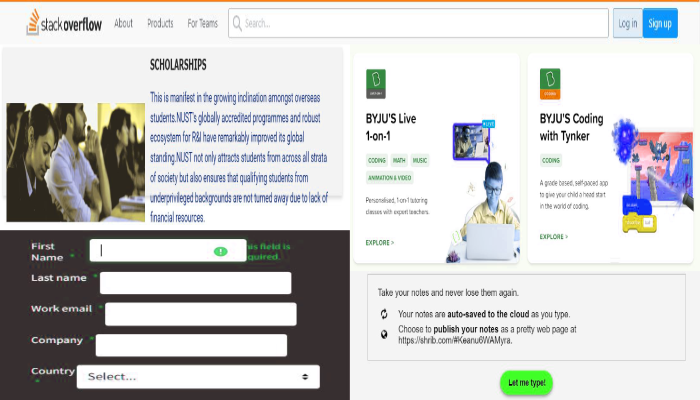 stack overflow
About Products For Teams Search... Log in Sign up
SCHOLARSHIPS
This is manifest in the growing inclination amongst overseas
students.NUST's globally accredited programmes and robust
ecosystem for R&I have remarkably improved its global
standing.NUST not only attracts students from across all strata
of society but also ensures that qualifying students from
underprivileged backgrounds are not turned away due to lack of
financial resources.
BYJU'S Live
1-on-1
CODING MATH MUSIC
ANIMATION & VIDEO
Personalised, 1-on-1 tutoring
classes with expert teachers.
EXPLORE >
BYJU'S Coding
with Tynker
CODING
A grade based, self-paced app
to give your child a head start
in the world of coding.
EXPLORE >
First
Name *
his field is
quired.
Last name *
Work email *
Company *
Country
*
Select...
Take your notes and never lose them again.
Your notes are auto-saved to the cloud as you type.
Choose to publish your notes as a pretty web page at
https://shrib.com/#Keanu6WAMyra.
Let me type!